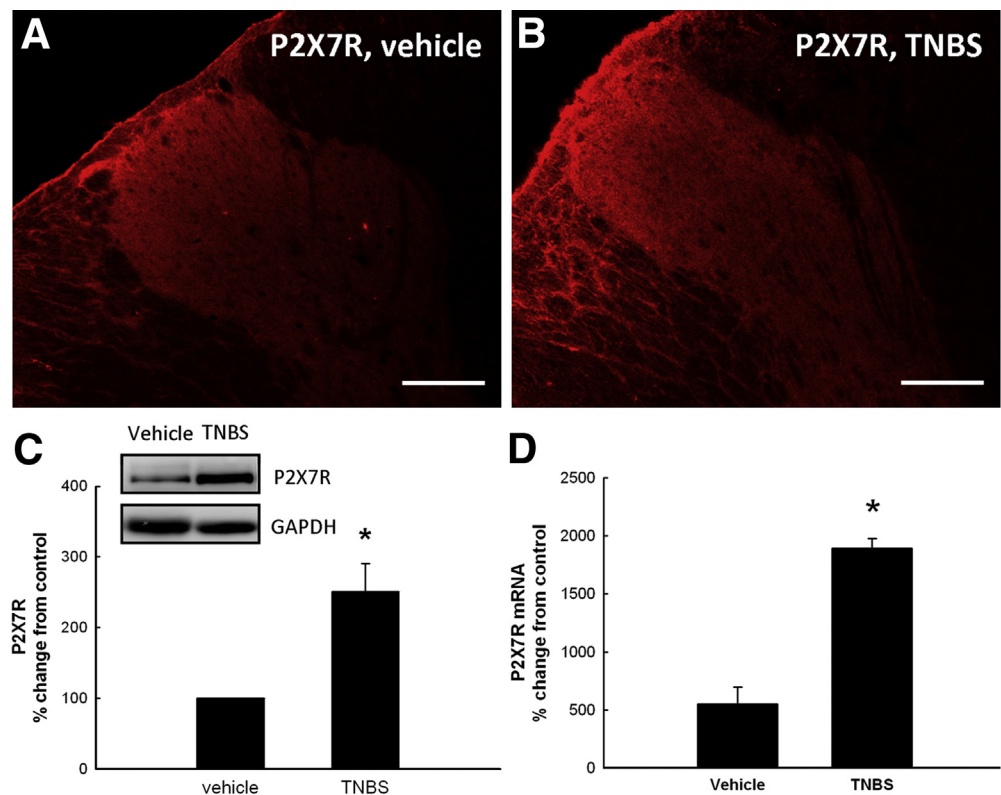 A
P2X7R, vehicle
B
P2X7R, TNBS
C
Vehicle TNBS
P2X7R
GAPDH
*
P2X7R
% change from control
400
300
200
100
0
vehicle
TNBS
D
*
P2X7R mRNA
% change from control
2500
2000
1500
1000
500
0
Vehicle
TNBS